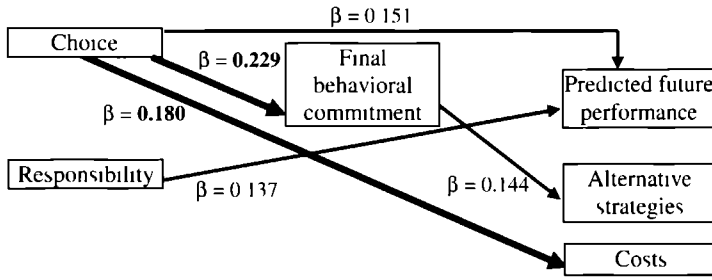 β = 0 151
Choice
β = 0.229
Final
behavioral
commitment
Predicted future
performance
β = 0.180
Responsibility
β = 0 137
β = 0.144
Alternative
strategies
Costs